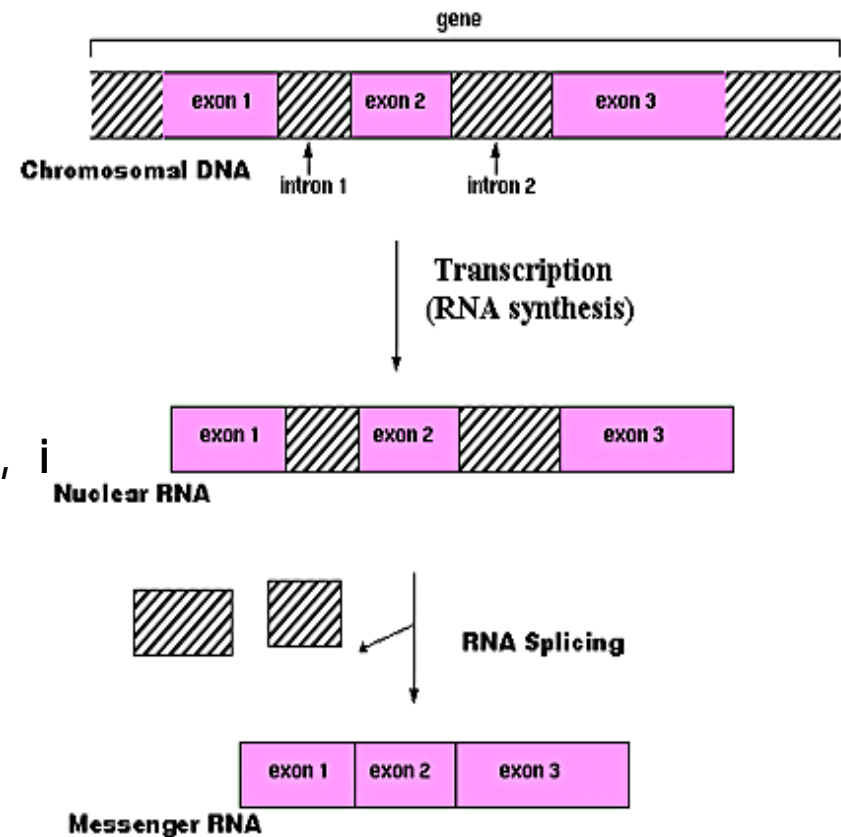 gene
exon 1 exon 2 exon 3
Chromosomal DNA
intron 1 intron 2
Transcription
(RNA synthesis)
exon 1 exon 2 exon 3
, i
Nuclear RNA
RNA Splicing
exon 1 exon 2 exon 3
Messenger RNA